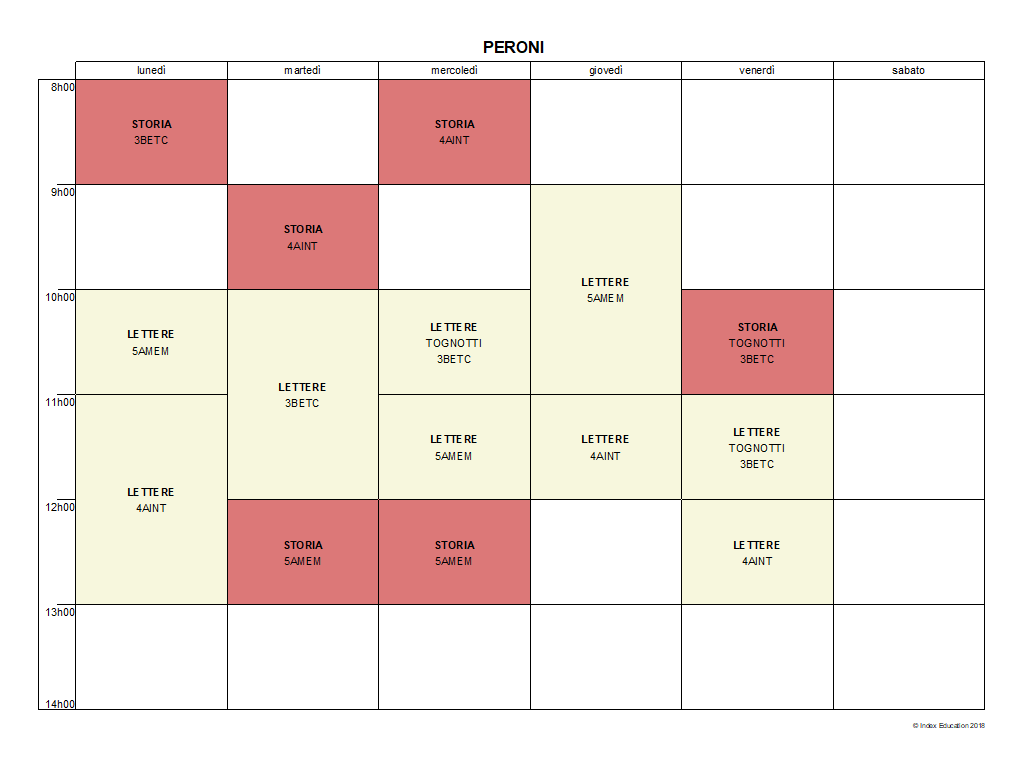 PERONI
lunedì martedì mercoledì giovedì venerdì sabato
8h00
STORIA
3BETC
STORIA
4AINT
9h00
STORIA
4AINT
LETTERE
5AMEM
10h00
LETTERE
5AMEM
LETTERE
3BETC
LETTERE
TOGNOTTI
3BETC
STORIA
TOGNOTTI
3BETC
11h00
LETTERE
4AINT
LETTERE
5AMEM
LETTERE
4AINT
LETTERE
TOGNOTTI
3BETC
12h00
STORIA
5AMEM
STORIA
5AMEM
LETTERE
4AINT
13h00
14h00
© Index Education 2018